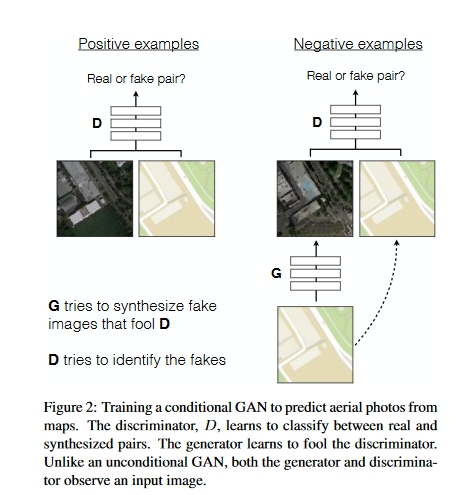 Positive examples
Negative examples
Real or fake pair?
Real or fake pair?
D
D
G
G tries to synthesize fake
images that fool D
D tries to identify the fakes
Figure 2: Training a conditional GAN to predict aerial photos from
maps. The discriminator, D, learns to classify between real and
synthesized pairs. The generator learns to fool the discriminator.
Unlike an unconditional GAN, both the generator and discrimina-
tor observe an input image.